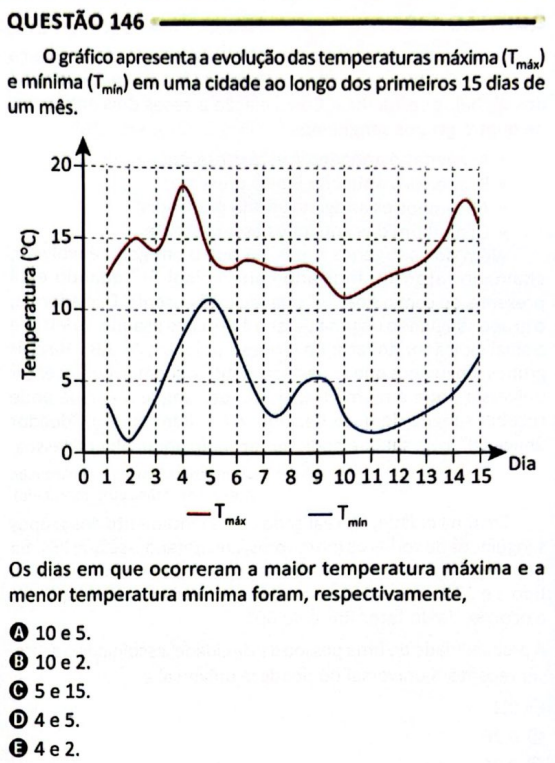 QUESTÃO 146
O gráfico apresenta a evolução das temperaturas máxima (Tmáx)
e mínima (Tmín) em uma cidade ao longo dos primeiros 15 dias de
um mês.
20
15
10
5
0
Temperatura (°C)
0 1 2 3 4 5 6 7 8 9 10 11 12 13 14 15
Dia
Tmáx Tmín
Os dias em que ocorreram a maior temperatura máxima e a
menor temperatura mínima foram, respectivamente,
A 10 e 5.
B 10 e 2.
C 5 e 15.
D 4 e 5.
E 4 e 2.